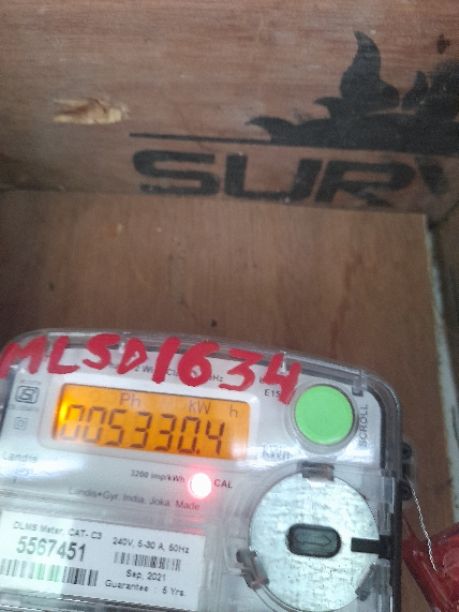 SUR
MLSD1634
Ph kW h
005330.4
SCROLL
3200 imp/kWh CAL
Landis+Gyr, India, Joka. Made
DLMS Meter, CAT- C3
5567451
240V, 5-30 A, 50Hz
Sep, 2021
Guarantee : 5 Yrs.